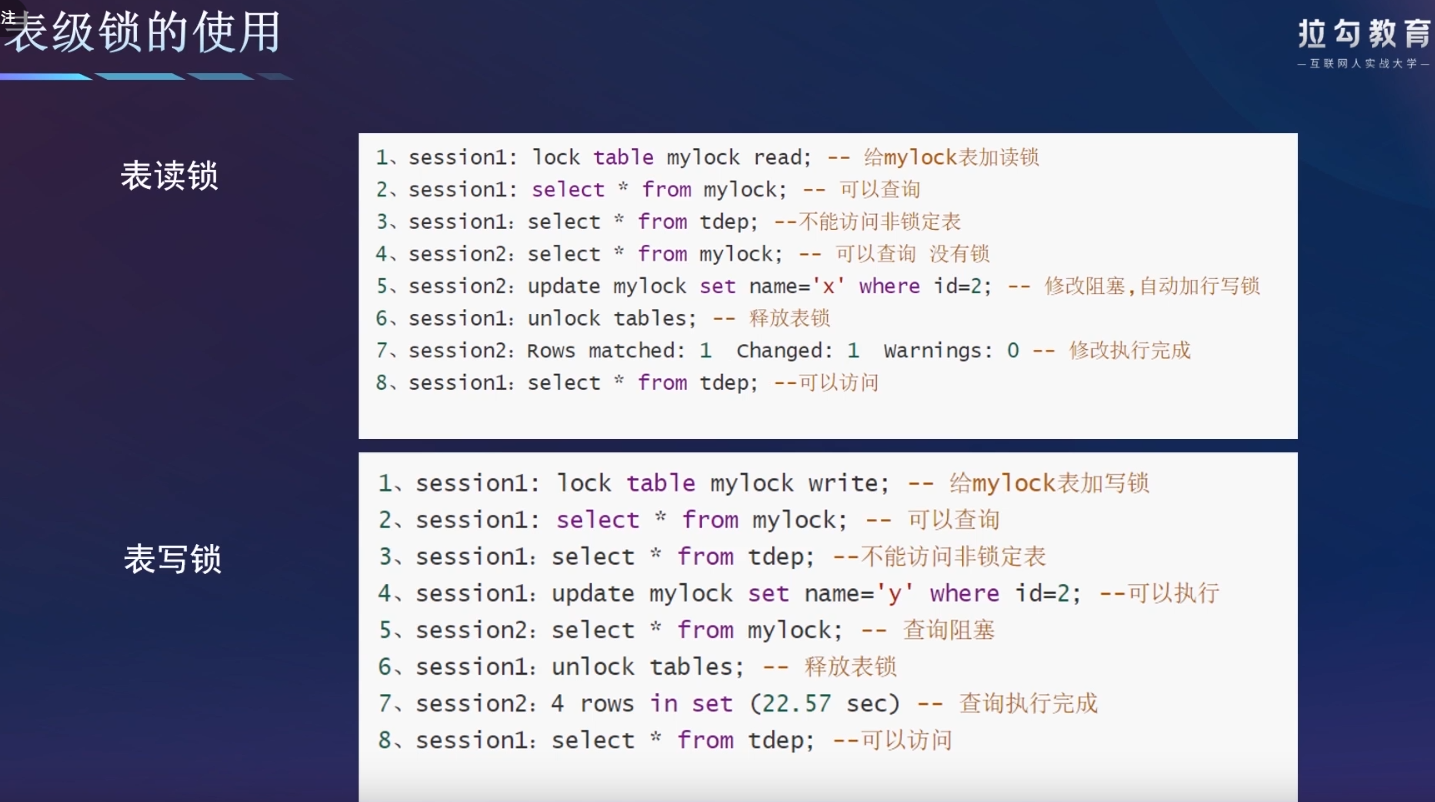 注
表级锁的使用
拉勾教育
—互联网人实战大学—
表读锁
1、session1: lock table mylock read; -- 给mylock表加读锁
2、session1: select * from mylock; -- 可以查询
3、session1：select * from tdep; --不能访问非锁定表
4、session2：select * from mylock; -- 可以查询 没有锁
5、session2：update mylock set name='x' where id=2; -- 修改阻塞,自动加行写锁
6、session1：unlock tables; -- 释放表锁
7、session2：Rows matched: 1  Changed: 1  Warnings: 0 -- 修改执行完成
8、session1：select * from tdep; --可以访问
表写锁
1、session1: lock table mylock write; -- 给mylock表加写锁
2、session1: select * from mylock; -- 可以查询
3、session1：select * from tdep; --不能访问非锁定表
4、session1：update mylock set name='y' where id=2; --可以执行
5、session2：select * from mylock; -- 查询阻塞
6、session1：unlock tables; -- 释放表锁
7、session2：4 rows in set (22.57 sec) -- 查询执行完成
8、session1：select * from tdep; --可以访问